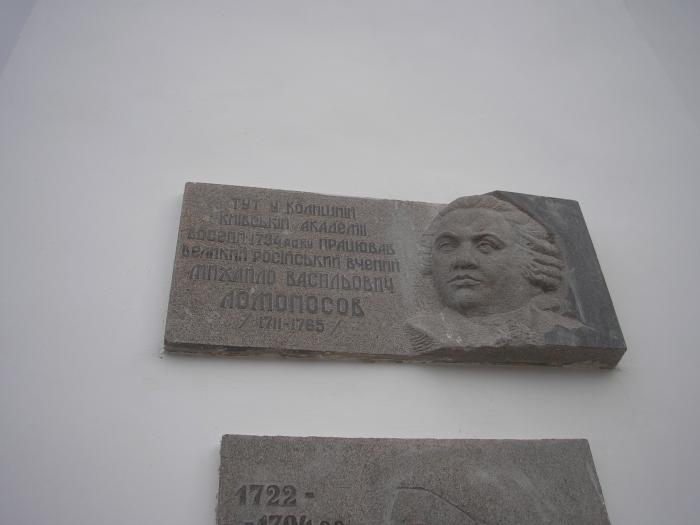 ТУТ У КОЛИШНІЙ
КИЇВСЬКІЙ АКАДЕМІЇ
ВОСЕНИ 1734 РОКУ ПРАЦЮВАВ
ВЕЛИКИЙ РОСІЙСЬКИЙ ВЧЕНИЙ
МИХАЙЛО ВАСИЛЬОВИЧ
ЛОМОНОСОВ
/ 1711-1765 /
1722 -